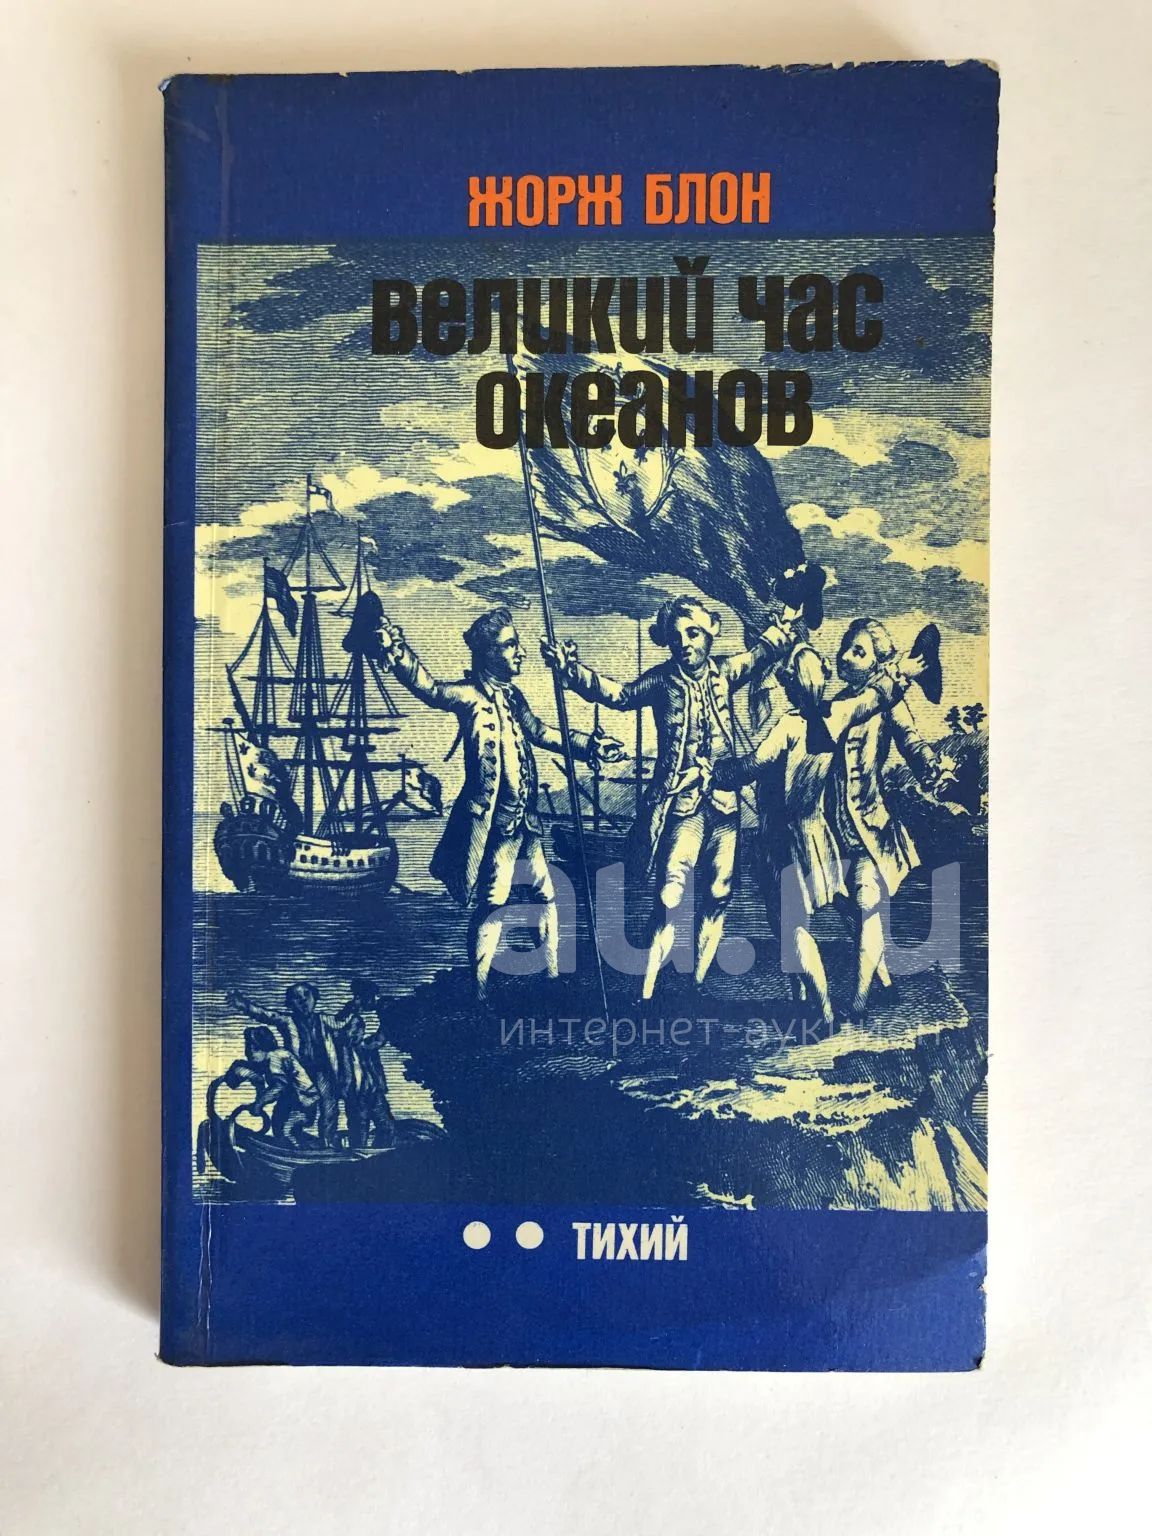 ЖОРЖ БЛОН
великий час
океанов
au.ru
интернет-аукцион
ТИХИЙ